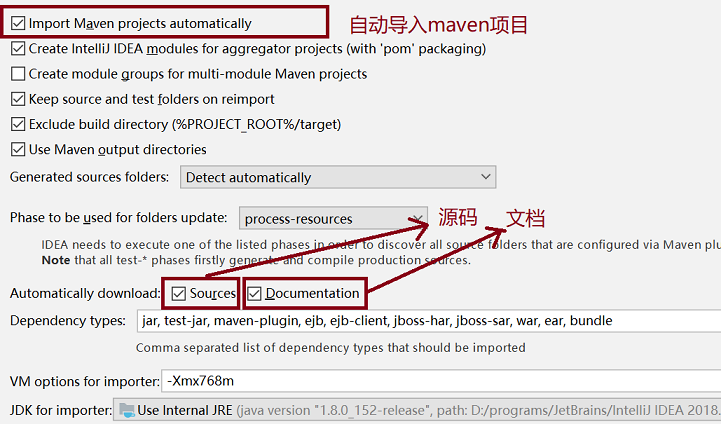 Import Maven projects automatically 自动导入maven项目
Create IntelliJ IDEA modules for aggregator projects (with 'pom' packaging)
Create module groups for multi-module Maven projects
Keep source and test folders on reimport
Exclude build directory (%PROJECT_ROOT%/target)
Use Maven output directories
Generated sources folders: Detect automatically
Phase to be used for folders update: process-resources 源码 文档
IDEA needs to execute one of the listed phases in order to discover all source folders that are configured via Maven plu
Note that all test-* phases firstly generate and compile production sources.
Automatically download: Sources Documentation
Dependency types: jar, test-jar, maven-plugin, ejb, ejb-client, jboss-har, jboss-sar, war, ear, bundle
Comma separated list of dependency types that should be imported
VM options for importer: -Xmx768m
JDK for importer: Use Internal JRE (java version "1.8.0_152-release", path: D:/programs/JetBrains/IntelliJ IDEA 2018.